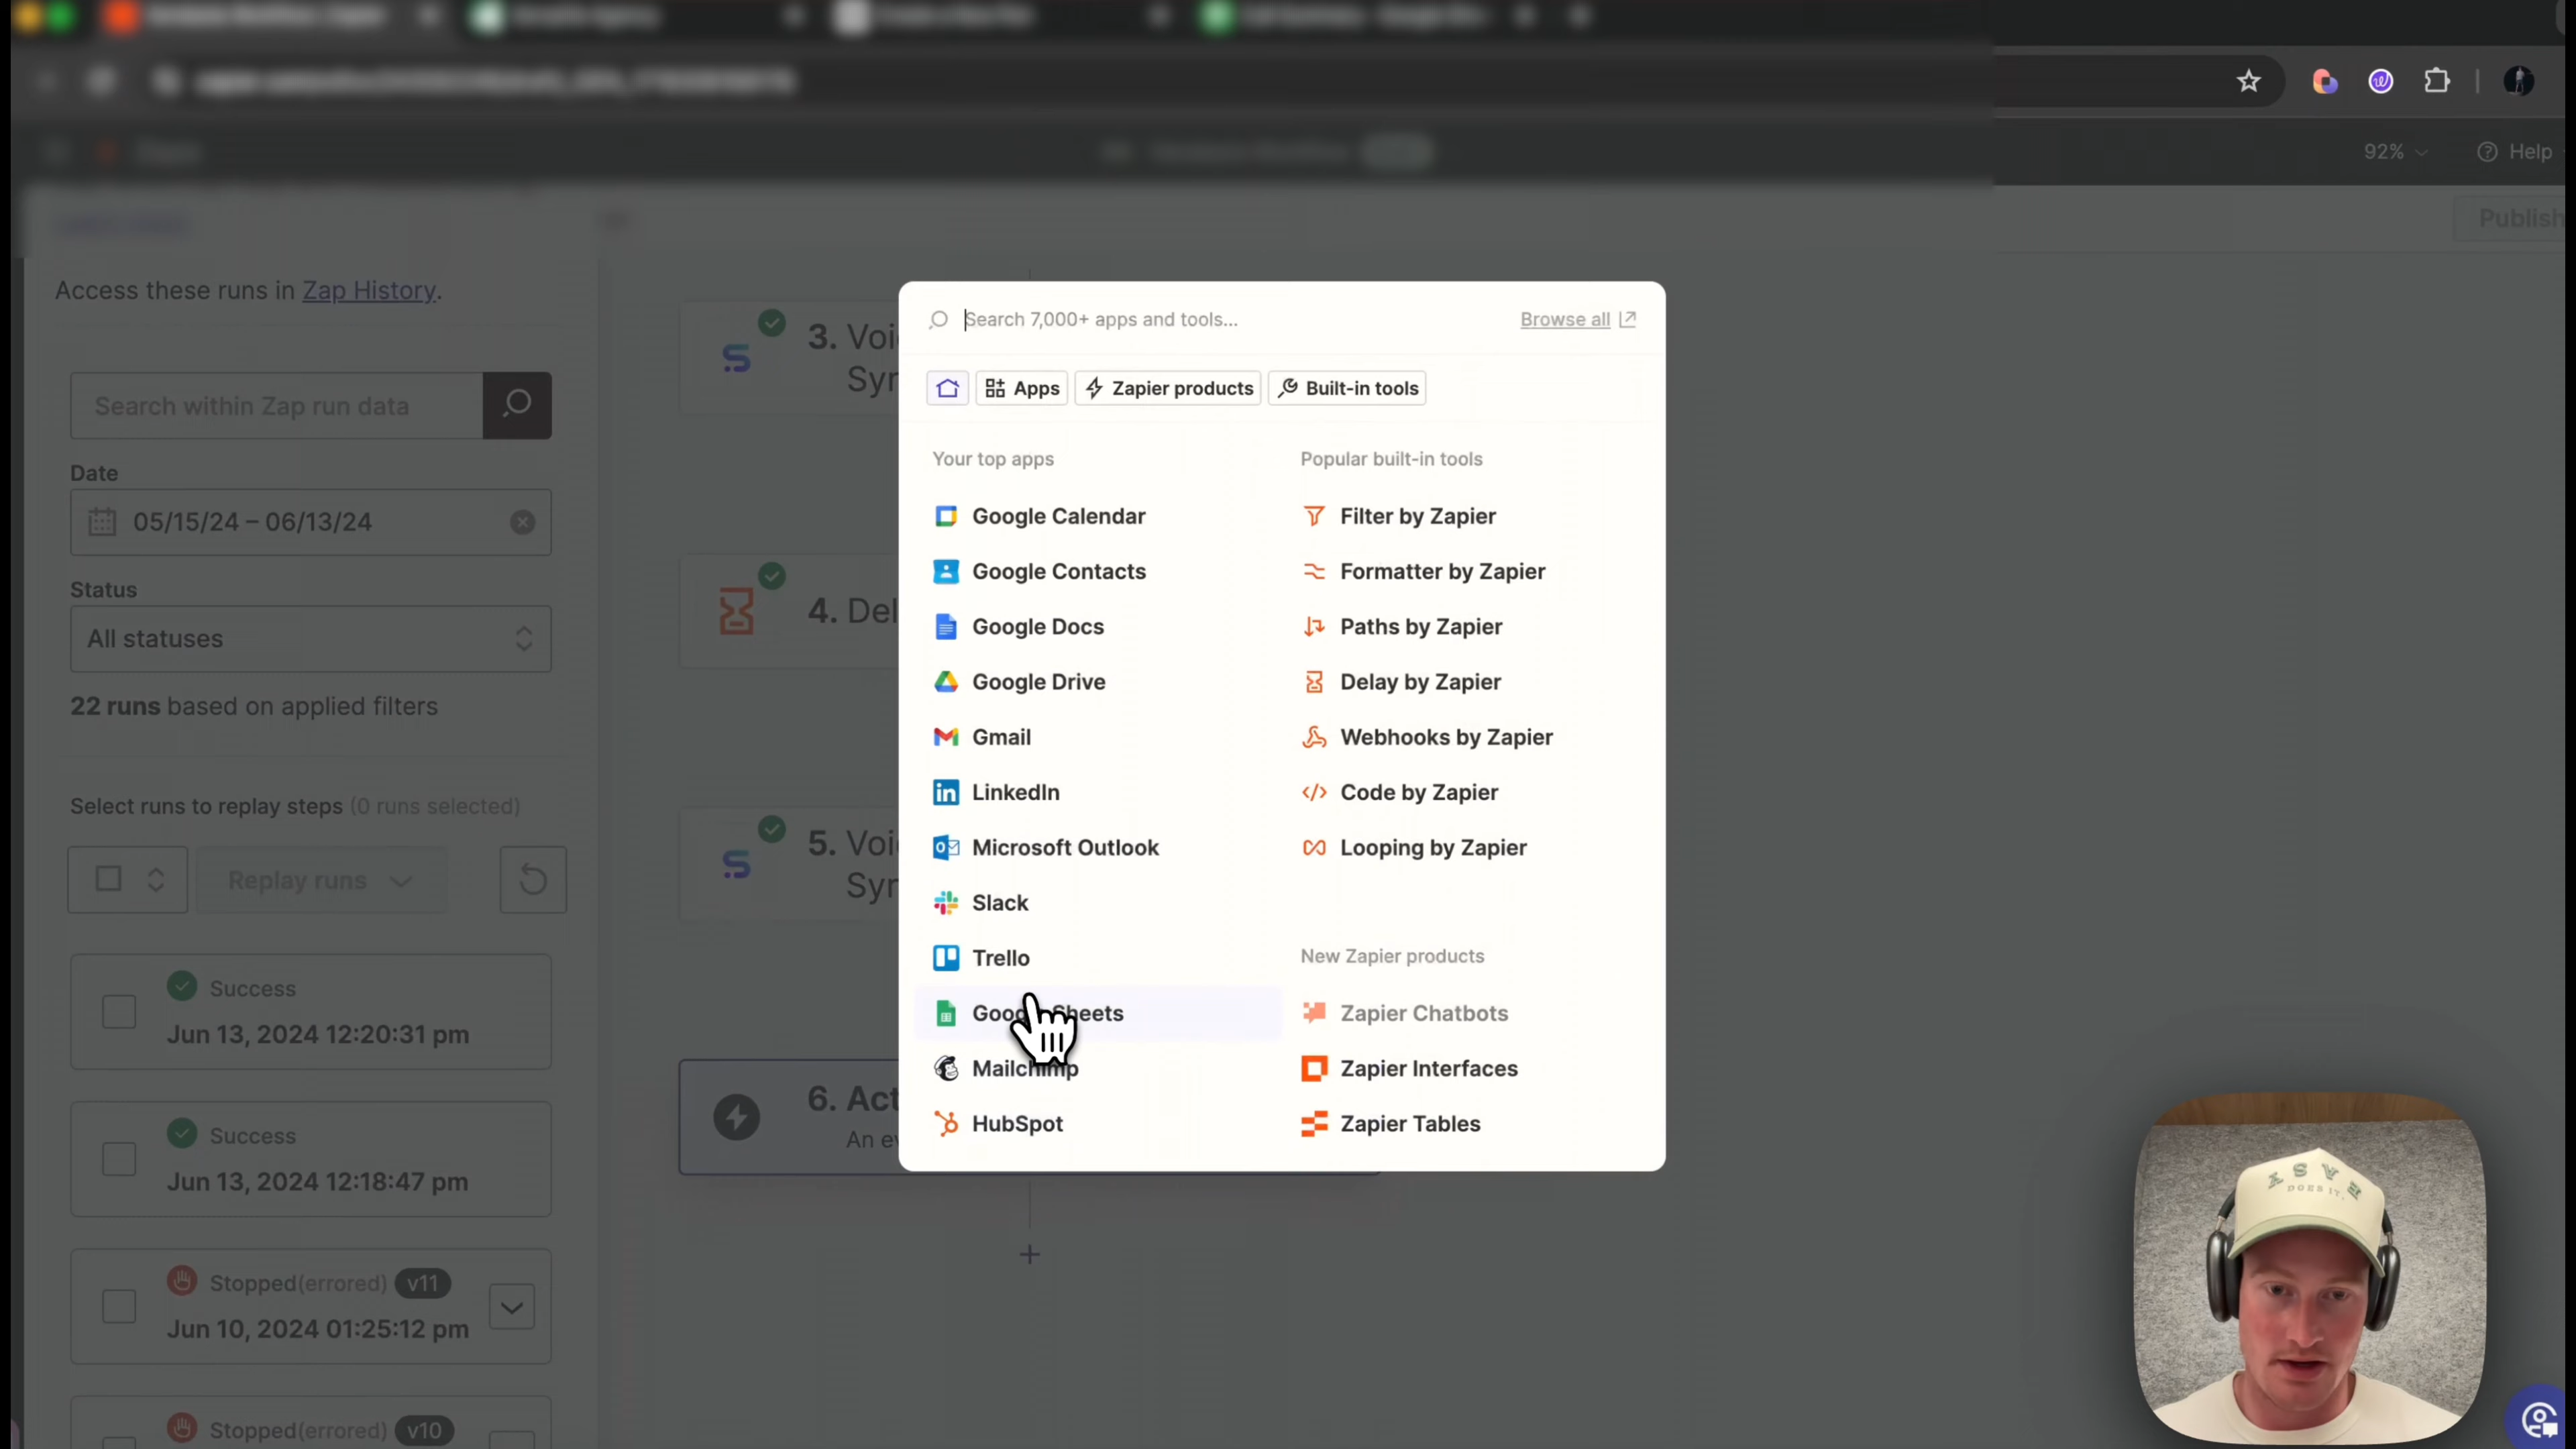 92%
Help
Publish
Access these runs in Zap History.
Search within Zap run data
Date
05/15/24 – 06/13/24
Status
All statuses
22 runs based on applied filters
Select runs to replay steps (0 runs selected)
Replay runs
Success
Jun 13, 2024 12:20:31 pm
Success
Jun 13, 2024 12:18:47 pm
Stopped(errored) v11
Jun 10, 2024 01:25:12 pm
Stopped(errored) v10
3. Voi
Syn
4. Del
5. Voi
Syn
6. Act
An ev
Search 7,000+ apps and tools...
Browse all
Apps
Zapier products
Built-in tools
Your top apps
Google Calendar
Google Contacts
Google Docs
Google Drive
Gmail
LinkedIn
Microsoft Outlook
Slack
Trello
Google Sheets
Mailchimp
HubSpot
Popular built-in tools
Filter by Zapier
Formatter by Zapier
Paths by Zapier
Delay by Zapier
Webhooks by Zapier
Code by Zapier
Looping by Zapier
New Zapier products
Zapier Chatbots
Zapier Interfaces
Zapier Tables
DOES IT.